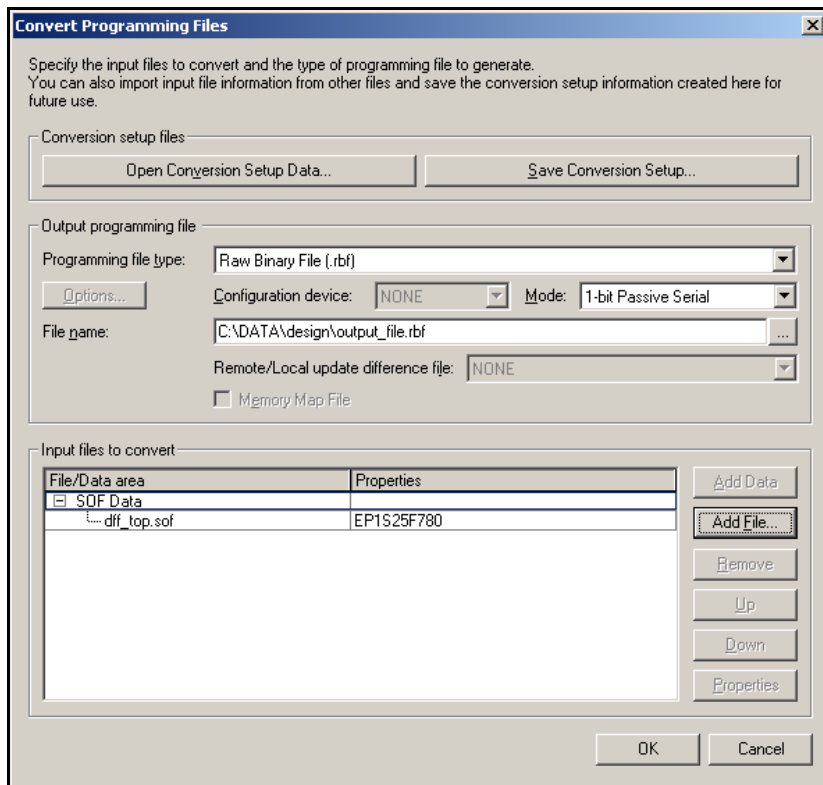 Convert Programming Files
Specify the input files to convert and the type of programming file to generate.
You can also import input file information from other files and save the conversion setup information created here for
future use.
Conversion setup files
Open Conversion Setup Data...
Save Conversion Setup...
Output programming file
Programming file type:
Raw Binary File (.rbf)
Options...
Configuration device:
NONE
Mode:
1-bit Passive Serial
File name:
C:\DATA\design\output_file.rbf
...
Remote/Local update difference file:
NONE
Memory Map File
Input files to convert
File/Data area
Properties
Add Data
SOF Data
dff_top.sof
EP1S25F780
Add File...
Remove
Up
Down
Properties
OK
Cancel